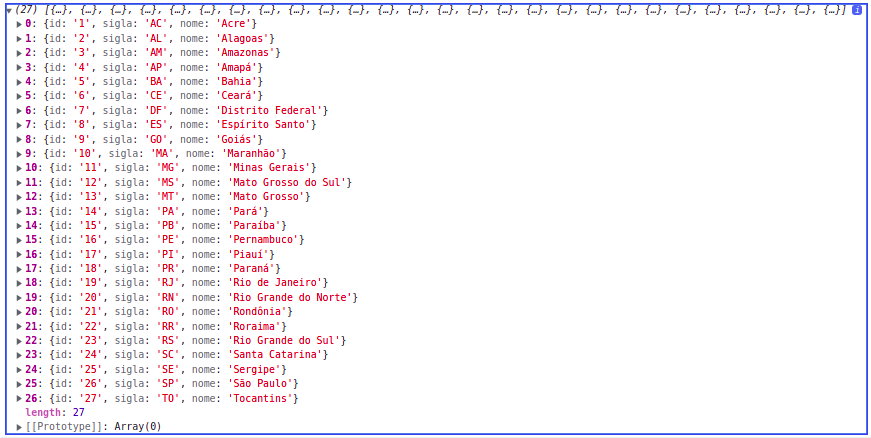 ▼ (27) [{…}, {…}, {…}, {…}, {…}, {…}, {…}, {…}, {…}, {…}, {…}, {…}, {…}, {…}, {…}, {…}, {…}, {…}, {…}, {…}, {…}, {…}, {…}, {…}, {…}, {…}, {…}] i
▶ 0: {id: '1', sigla: 'AC', nome: 'Acre'}
▶ 1: {id: '2', sigla: 'AL', nome: 'Alagoas'}
▶ 2: {id: '3', sigla: 'AM', nome: 'Amazonas'}
▶ 3: {id: '4', sigla: 'AP', nome: 'Amapá'}
▶ 4: {id: '5', sigla: 'BA', nome: 'Bahia'}
▶ 5: {id: '6', sigla: 'CE', nome: 'Ceará'}
▶ 6: {id: '7', sigla: 'DF', nome: 'Distrito Federal'}
▶ 7: {id: '8', sigla: 'ES', nome: 'Espírito Santo'}
▶ 8: {id: '9', sigla: 'GO', nome: 'Goiás'}
▶ 9: {id: '10', sigla: 'MA', nome: 'Maranhão'}
▶ 10: {id: '11', sigla: 'MG', nome: 'Minas Gerais'}
▶ 11: {id: '12', sigla: 'MS', nome: 'Mato Grosso do Sul'}
▶ 12: {id: '13', sigla: 'MT', nome: 'Mato Grosso'}
▶ 13: {id: '14', sigla: 'PA', nome: 'Pará'}
▶ 14: {id: '15', sigla: 'PB', nome: 'Paraíba'}
▶ 15: {id: '16', sigla: 'PE', nome: 'Pernambuco'}
▶ 16: {id: '17', sigla: 'PI', nome: 'Piauí'}
▶ 17: {id: '18', sigla: 'PR', nome: 'Paraná'}
▶ 18: {id: '19', sigla: 'RJ', nome: 'Rio de Janeiro'}
▶ 19: {id: '20', sigla: 'RN', nome: 'Rio Grande do Norte'}
▶ 20: {id: '21', sigla: 'RO', nome: 'Rondônia'}
▶ 21: {id: '22', sigla: 'RR', nome: 'Roraima'}
▶ 22: {id: '23', sigla: 'RS', nome: 'Rio Grande do Sul'}
▶ 23: {id: '24', sigla: 'SC', nome: 'Santa Catarina'}
▶ 24: {id: '25', sigla: 'SE', nome: 'Sergipe'}
▶ 25: {id: '26', sigla: 'SP', nome: 'São Paulo'}
▶ 26: {id: '27', sigla: 'TO', nome: 'Tocantins'}
length: 27
▶ [[Prototype]]: Array(0)